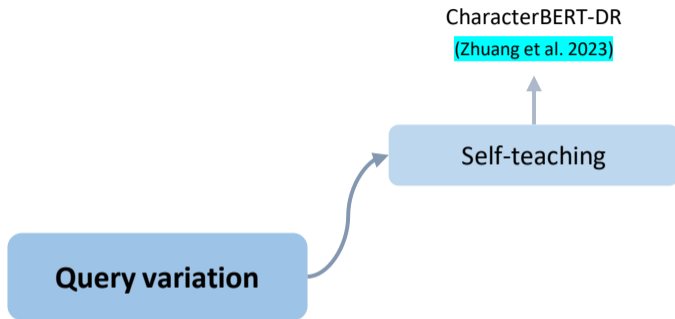 CharacterBERT-DR
(Zhuang et al. 2023)
Self-teaching
Query variation